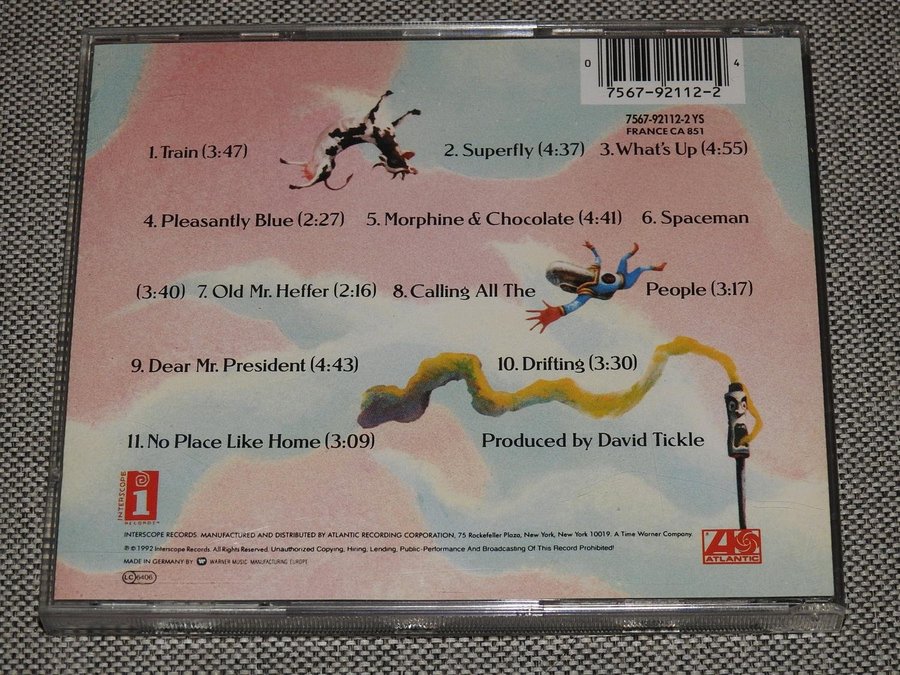 0 4
7567-92112-2
7567-92112-2 YS
FRANCE CA 851
1. Train (3:47) 2. Superfly (4:37) 3. What's Up (4:55)
4. Pleasantly Blue (2:27) 5. Morphine & Chocolate (4:41) 6. Spaceman
(3:40) 7. Old Mr. Heffer (2:16) 8. Calling All The People (3:17)
9. Dear Mr. President (4:43) 10. Drifting (3:30)
11. No Place Like Home (3:09) Produced by David Tickle
INTERSCOPE
i
RECORDS
INTERSCOPE RECORDS. MANUFACTURED AND DISTRIBUTED BY ATLANTIC RECORDING CORPORATION, 75 Rockefeller Plaza, New York, New York 10019. A Time Warner Company.
℗ © 1992 Interscope Records. All Rights Reserved. Unauthorized Copying, Hiring, Lending, Public-Performance And Broadcasting Of This Record Prohibited!
MADE IN GERMANY BY WARNER MUSIC MANUFACTURING EUROPE
LC 6406
ATLANTIC